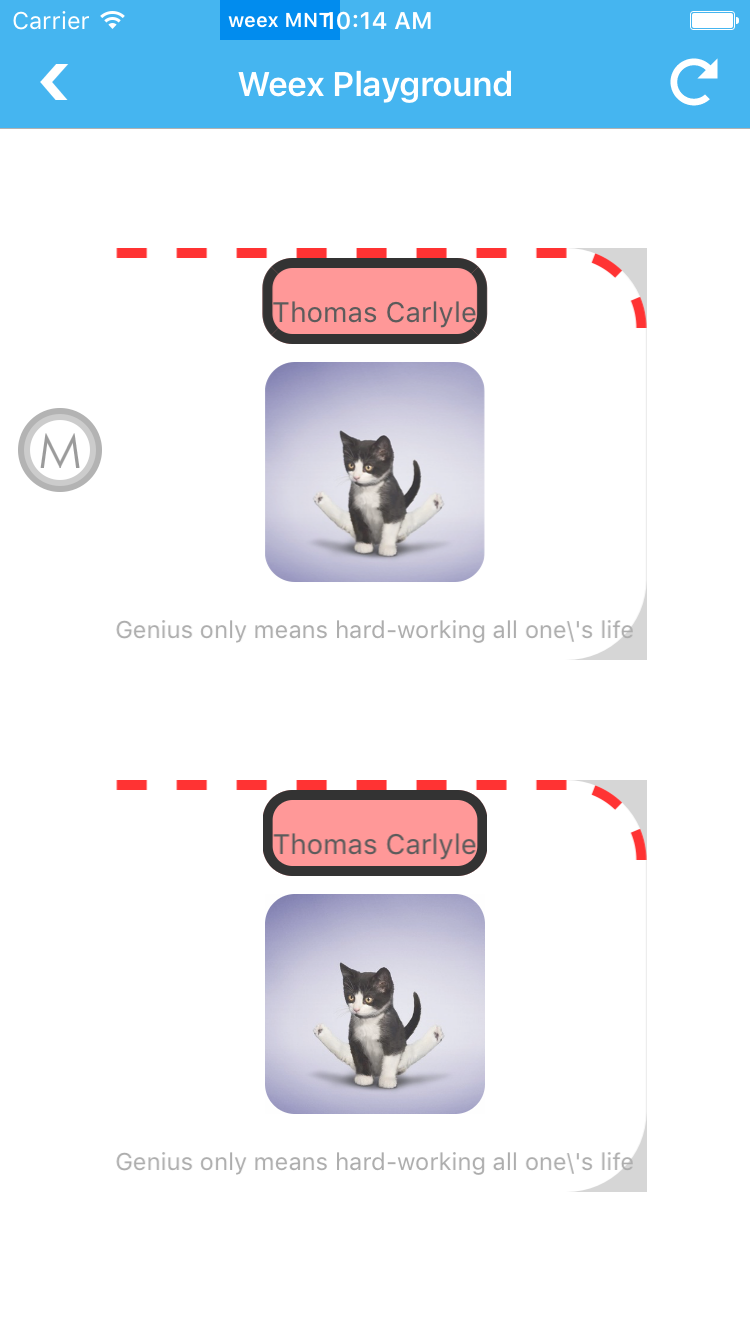 Carrier weex MNT 10:14 AM
Weex Playground
Thomas Carlyle
M
Genius only means hard-working all one\'s life
Thomas Carlyle
Genius only means hard-working all one\'s life